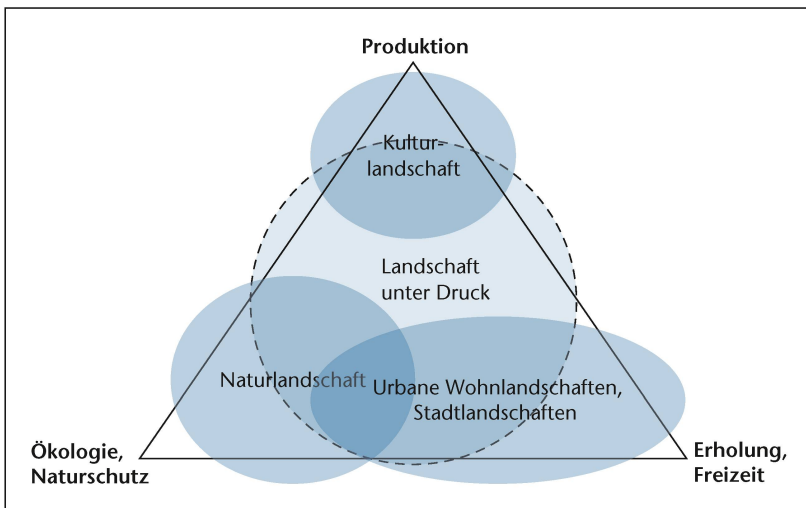 Produktion
Kultur-
landschaft
Landschaft
unter Druck
Naturlandschaft
Urbane Wohnlandschaften,
Stadtlandschaften
Ökologie,
Naturschutz
Erholung,
Freizeit